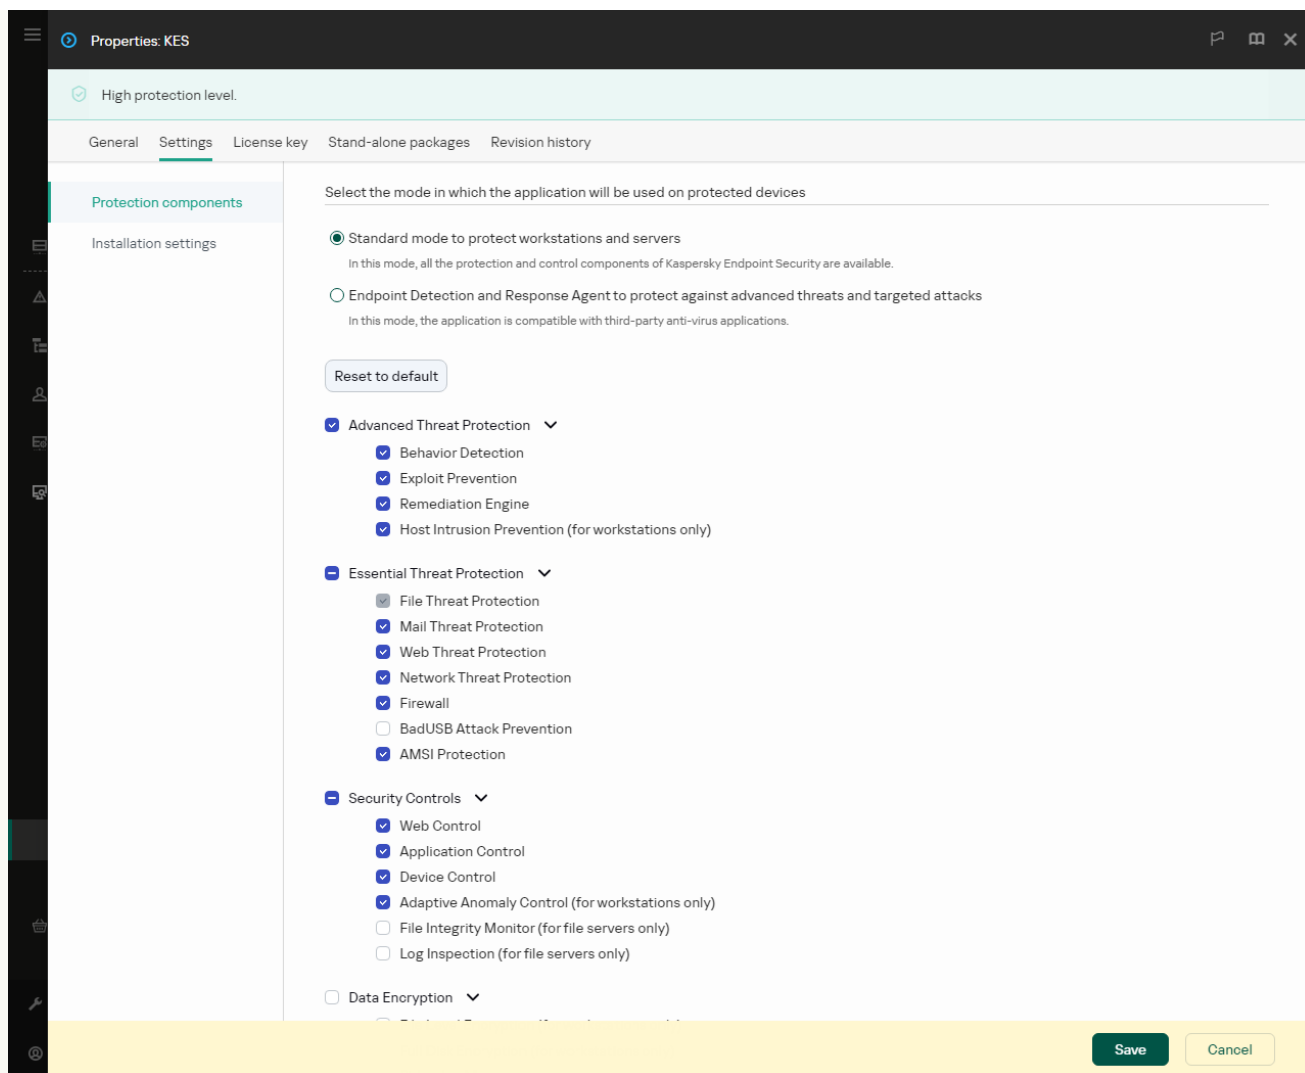 Properties: KES
High protection level.
General Settings License key Stand-alone packages Revision history
Protection components
Installation settings
Select the mode in which the application will be used on protected devices
Standard mode to protect workstations and servers
In this mode, all the protection and control components of Kaspersky Endpoint Security are available.
Endpoint Detection and Response Agent to protect against advanced threats and targeted attacks
In this mode, the application is compatible with third-party anti-virus applications.
Reset to default
Advanced Threat Protection
Behavior Detection
Exploit Prevention
Remediation Engine
Host Intrusion Prevention (for workstations only)
Essential Threat Protection
File Threat Protection
Mail Threat Protection
Web Threat Protection
Network Threat Protection
Firewall
BadUSB Attack Prevention
AMSI Protection
Security Controls
Web Control
Application Control
Device Control
Adaptive Anomaly Control (for workstations only)
File Integrity Monitor (for file servers only)
Log Inspection (for file servers only)
Data Encryption
Save Cancel